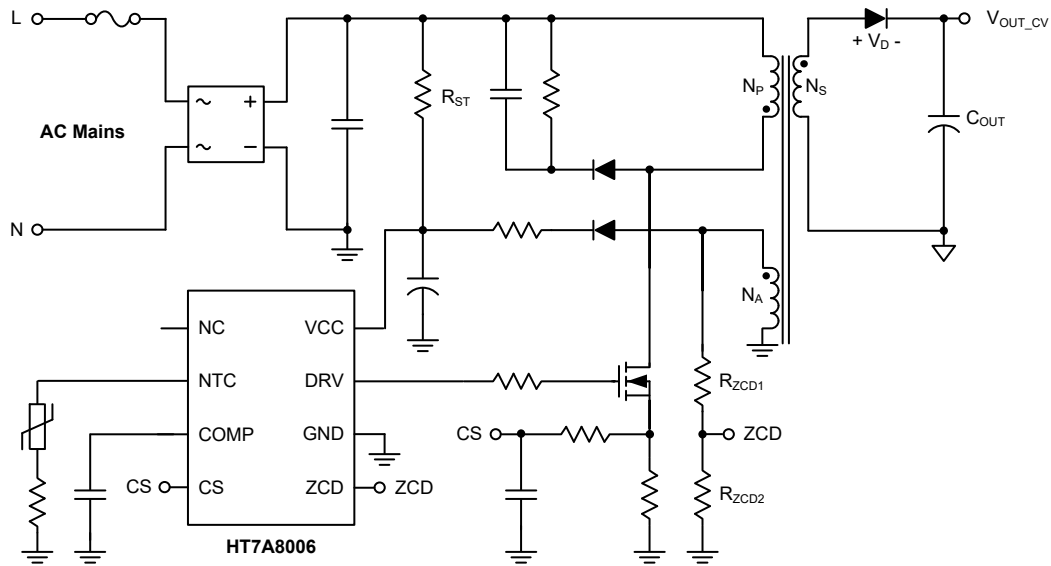 L
V_OUT_CV
+ V_D -
N_P
N_S
R_ST
~ +
C_OUT
AC Mains
~ −
N
N_A
NC VCC
NTC DRV
R_ZCD1
COMP GND
CS
ZCD
CS
CS ZCD
ZCD
R_ZCD2
HT7A8006